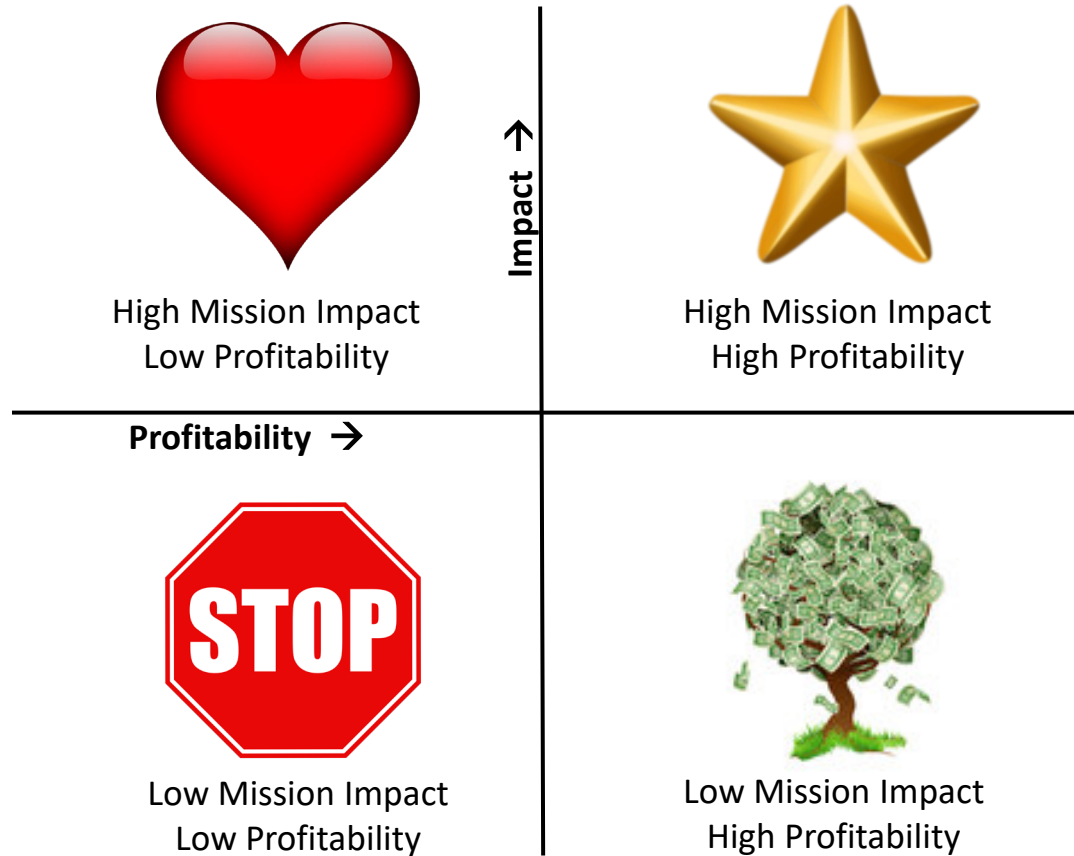 Impact →
High Mission Impact
Low Profitability
High Mission Impact
High Profitability
Profitability →
STOP
Low Mission Impact
Low Profitability
Low Mission Impact
High Profitability